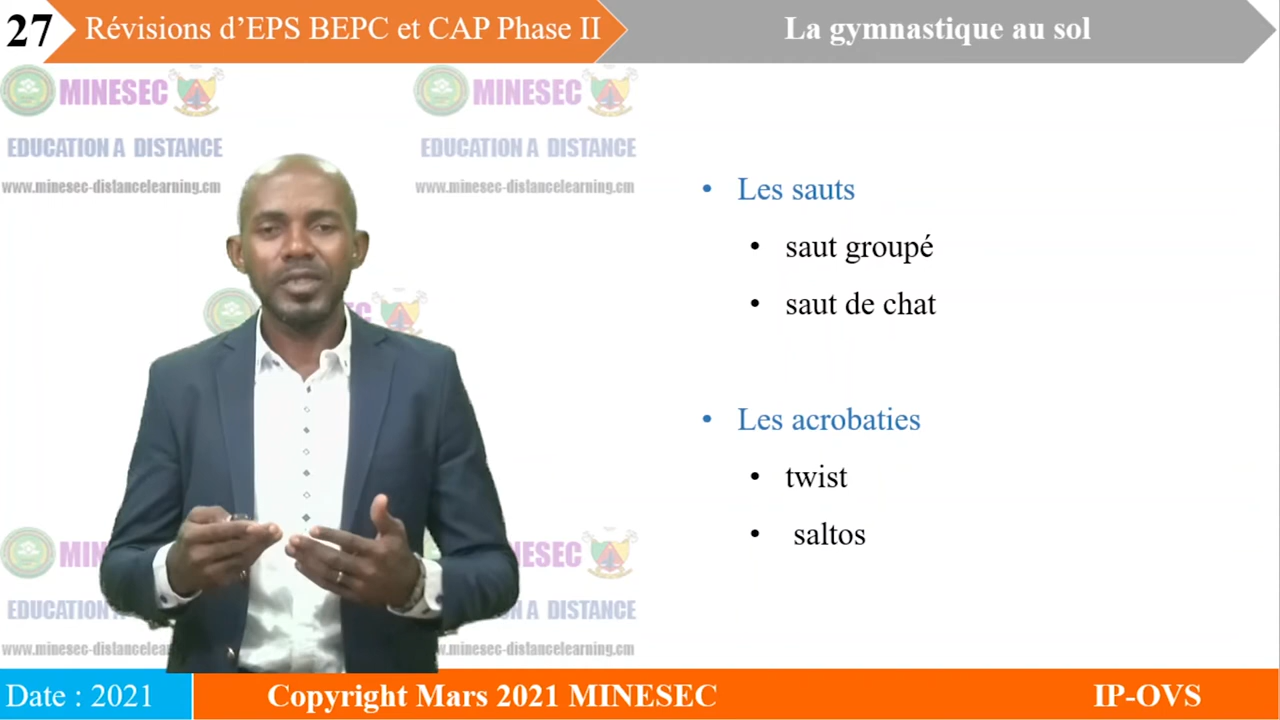 27 Révisions d’EPS BEPC et CAP Phase II La gymnastique au sol
MINESEC MINESEC
EDUCATION A DISTANCE EDUCATION A DISTANCE
www.minesec-distancelearning.cm www.minesec-distancelearning.cm
• Les sauts
• saut groupé
• saut de chat
• Les acrobaties
• twist
• saltos
Date : 2021 Copyright Mars 2021 MINESEC IP-OVS